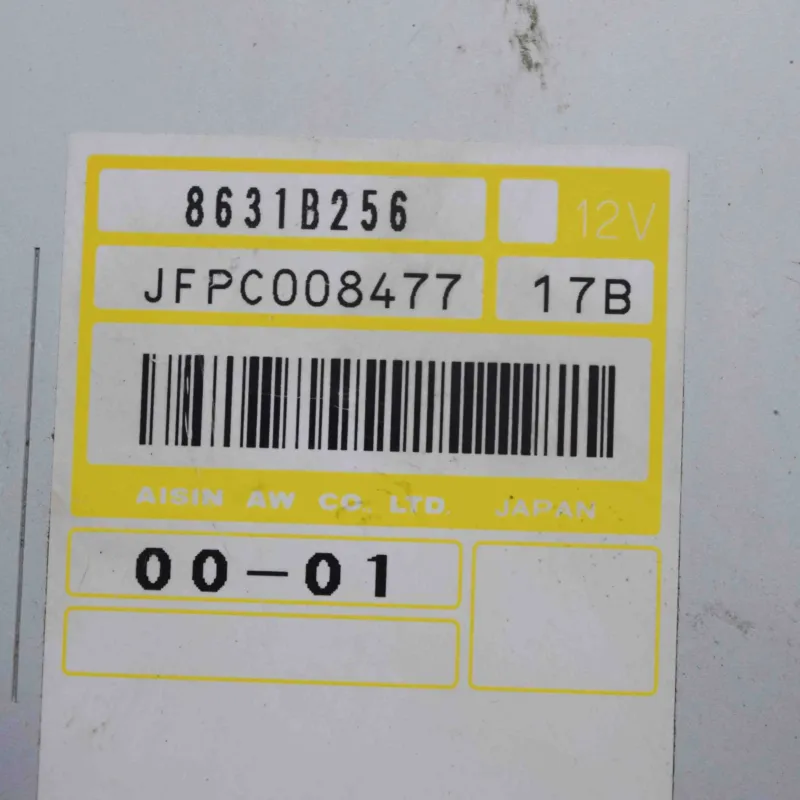 8631B256 12V
JFPC008477 17B
AISIN AW CO. LTD. JAPAN
00-01